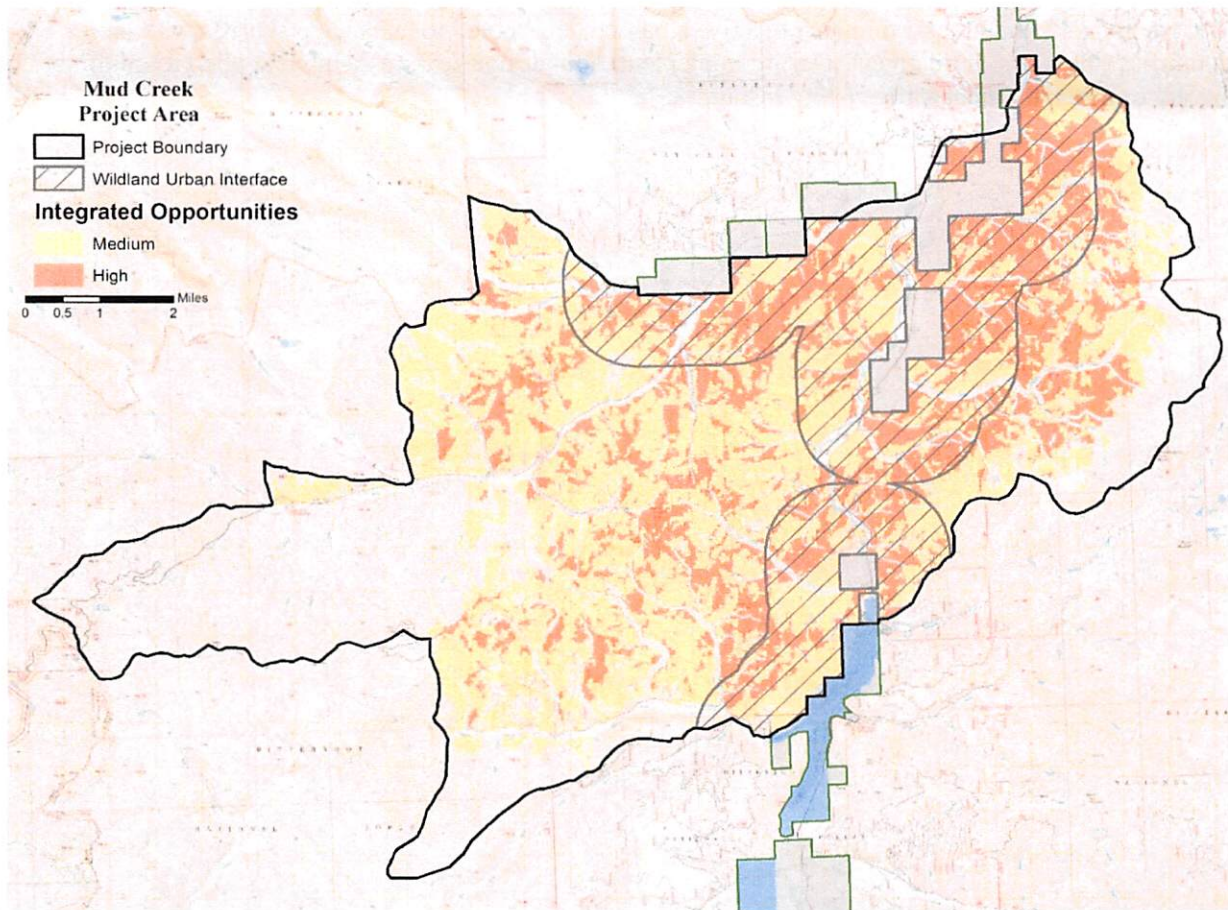 Mud Creek
Project Area
Project Boundary
Wildland Urban Interface
Integrated Opportunities
Medium
High
Miles
0 0.5 1 2